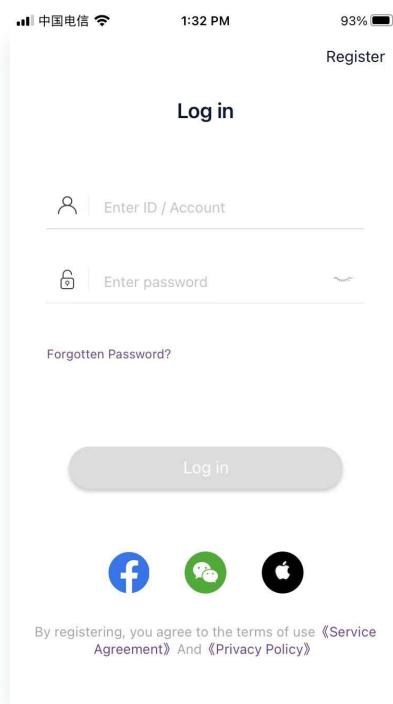 中国电信 1:32 PM 93%
Register
Log in
Enter ID / Account
Enter password
Forgotten Password?
Log in
By registering, you agree to the terms of use《Service
Agreement》And《Privacy Policy》